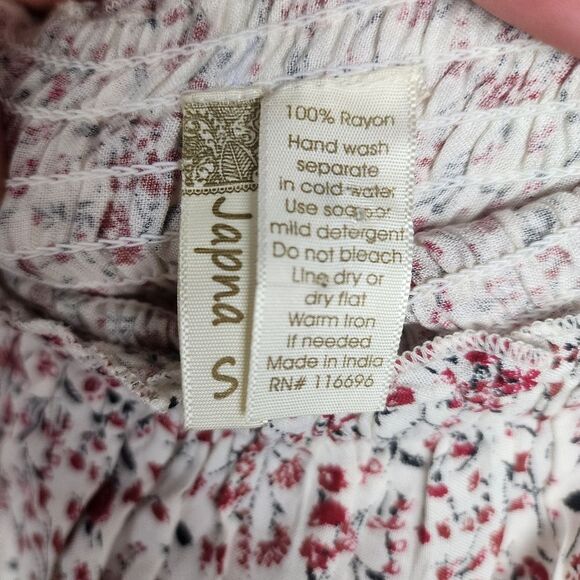 Japna S
100% Rayon
Hand wash
separate
in cold water
Use soap or
mild detergent
Do not bleach
Line dry or
dry flat
Warm Iron
If needed
Made in India
RN# 116696